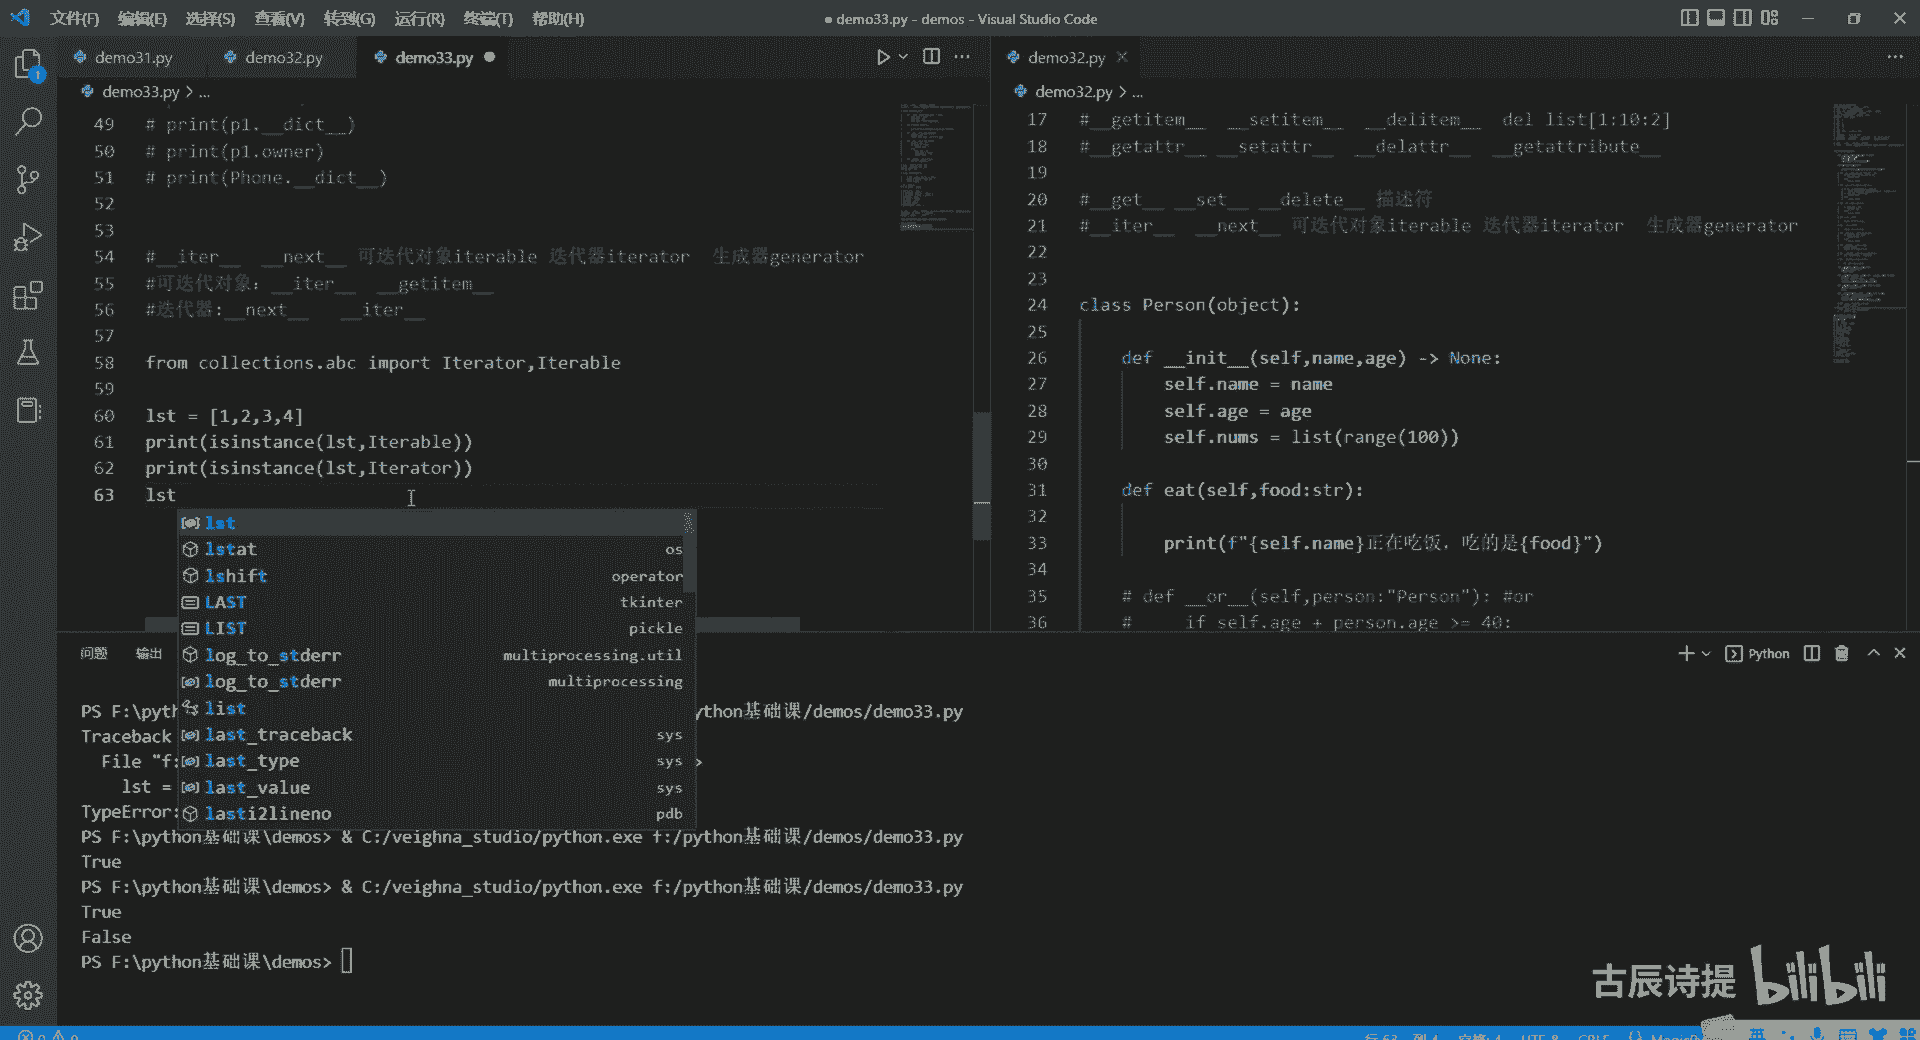 文件(F) 编辑(E) 选择(S) 查看(V) 转到(G) 运行(R) 终端(T) 帮助(H)
● demo33.py - demos - Visual Studio Code
demo31.py
demo32.py
demo33.py
demo33.py > ...
49 # print(p1.__dict__)
50 # print(p1.owner)
51 # print(Phone.__dict__)
52
53
54 #__iter__ __next__ 可迭代对象iterable 迭代器iterator 生成器generator
55 #可迭代对象: __iter__ __getitem__
56 #迭代器:__next__ __iter__
57
58 from collections.abc import Iterator,Iterable
59
60 lst = [1,2,3,4]
61 print(isinstance(lst,Iterable))
62 print(isinstance(lst,Iterator))
63 lst
lst
lstat os
lshift operator
LAST tkinter
LIST pickle
log_to_stderr multiprocessing.util
log_to_stderr multiprocessing
list
last_traceback sys
last_type sys
last_value sys
lasti2lineno pdb
demo32.py
demo32.py > ...
17 #__getitem__ __setitem__ __delitem__ del list[1:10:2]
18 #__getattr__ __setattr__ __delattr__ __getattribute__
19
20 #__get__ __set__ __delete__ 描述符
21 #__iter__ __next__ 可迭代对象iterable 迭代器iterator 生成器generator
22
23
24 class Person(object):
25
26 def __init__(self,name,age) -> None:
27 self.name = name
28 self.age = age
29 self.nums = list(range(100))
30
31 def eat(self,food:str):
32
33 print(f"{self.name}正在吃饭，吃的是{food}")
34
35 # def __or__(self,person:"Person"): #or
36 # if self.age + person.age >= 40:
问题 输出
Python
PS F:\pyth
ython基础课/demos/demo33.py
Traceback
File "f:
>
lst =
TypeError:
PS F:\python基础课\demos> & C:/veighna_studio/python.exe f:/python基础课/demos/demo33.py
True
PS F:\python基础课\demos> & C:/veighna_studio/python.exe f:/python基础课/demos/demo33.py
True
False
PS F:\python基础课\demos>
古辰诗提 bilibili